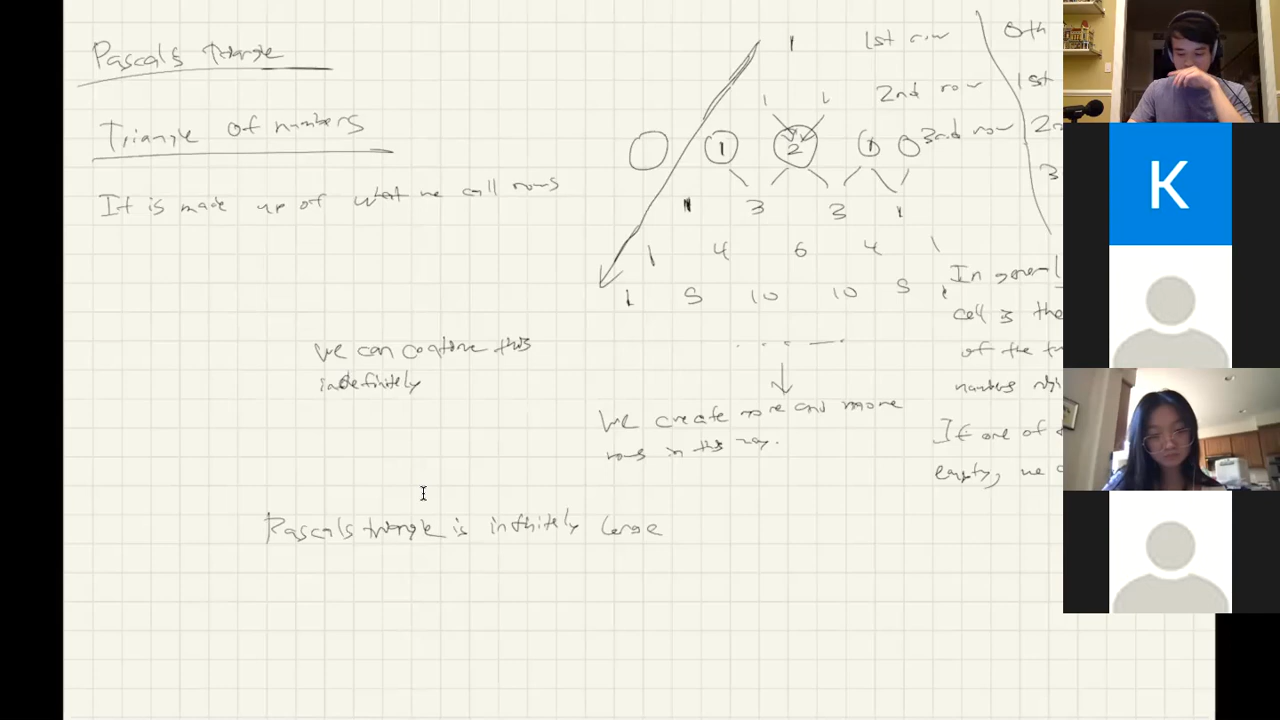 Pascals Triangle
Triangle of numbers
It is made up of what we call rows
1 1st row
1 1 2nd row
1 2 1 3rd row
1 3 3 1
1 4 6 4 1
1 5 10 10 5 1
0th
1st
2n
3
we can continue this
indefinitely
We create more and more
rows in this way.
In general
cell is the
of the
numbers
If one of
empty, we
Pascals triangle is infinitely large
K